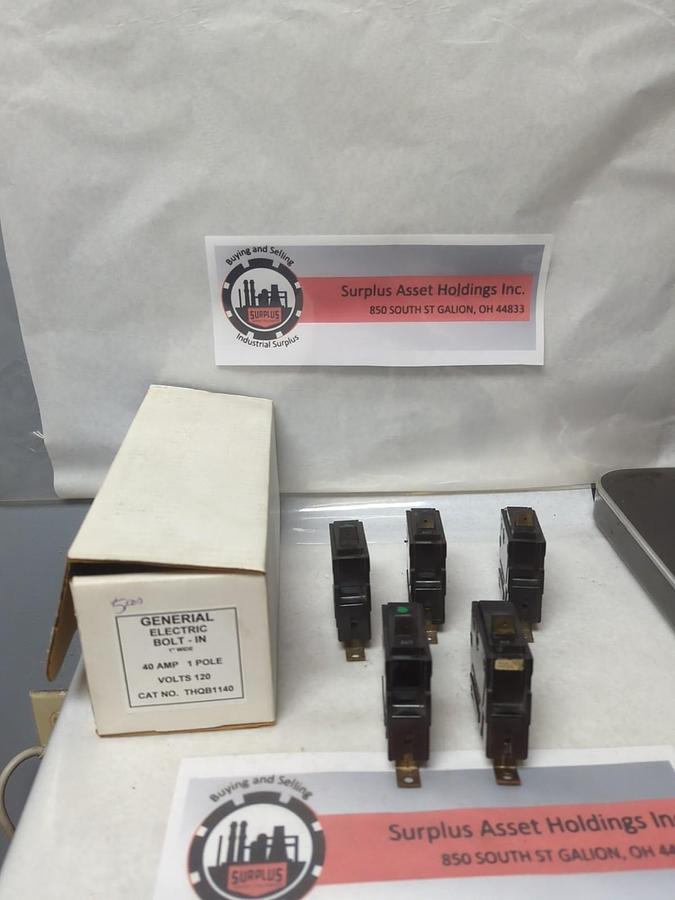 Buying and Selling
SURPLUS
Industrial Surplus
Surplus Asset Holdings Inc.
850 SOUTH ST GALION, OH 44833
GENERIAL
ELECTRIC
BOLT - IN
1" WIDE
40 AMP 1 POLE
VOLTS 120
CAT NO. THQB1140
Buying and Selling
SURPLUS
Surplus Asset Holdings Inc
850 SOUTH ST GALION, OH 44